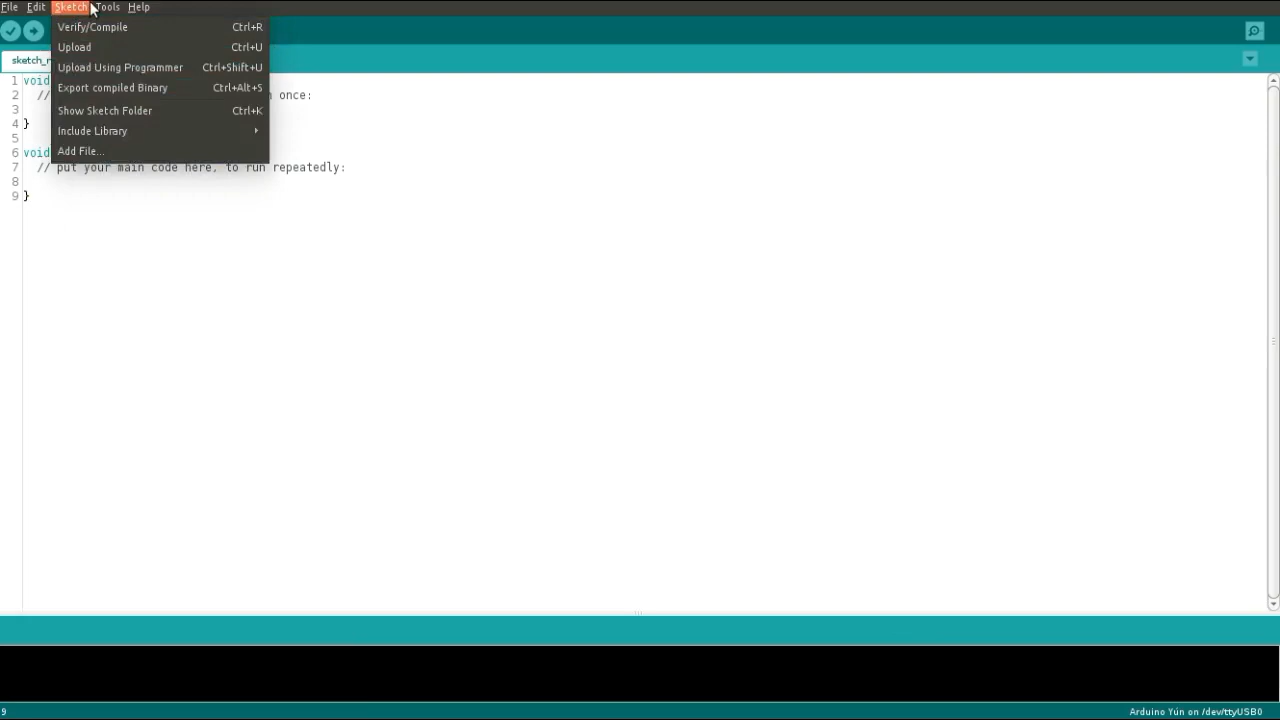 File Edit Sketch Tools Help
Verify/Compile Ctrl+R
Upload Ctrl+U
Upload Using Programmer Ctrl+Shift+U
Export compiled Binary Ctrl+Alt+S
Show Sketch Folder Ctrl+K
Include Library
Add File...
1 void
2 // once:
3
4 }
5
6 void
7 // put your main code here, to run repeatedly:
8
9 }
9 Arduino Yún on /dev/ttyUSB0